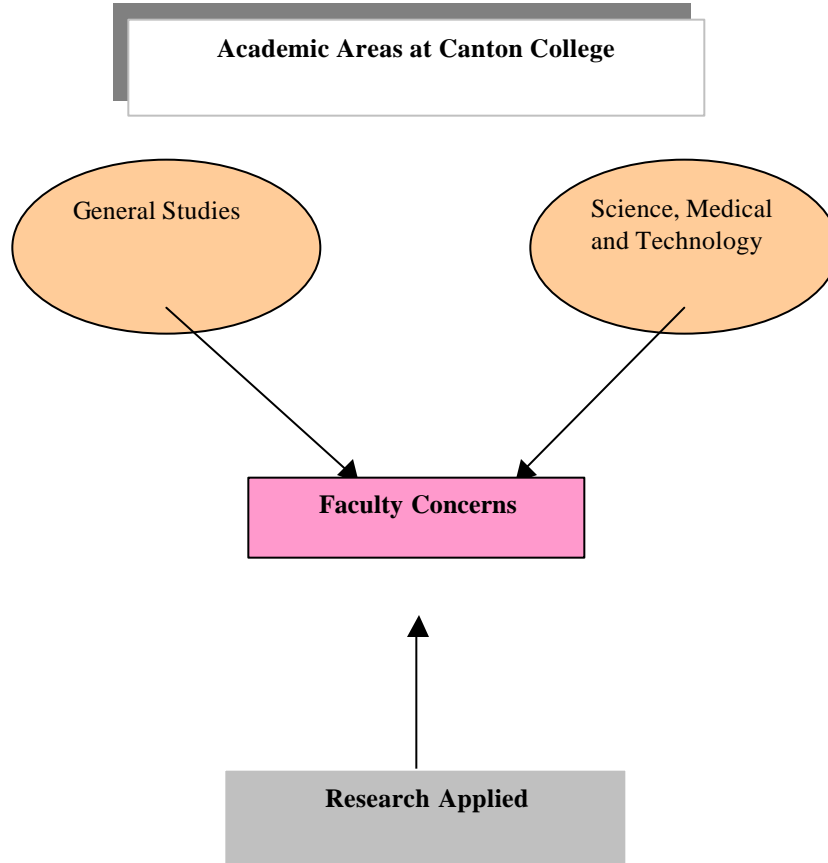 Academic Areas at Canton College
General Studies
Science, Medical
and Technology
Faculty Concerns
Research Applied